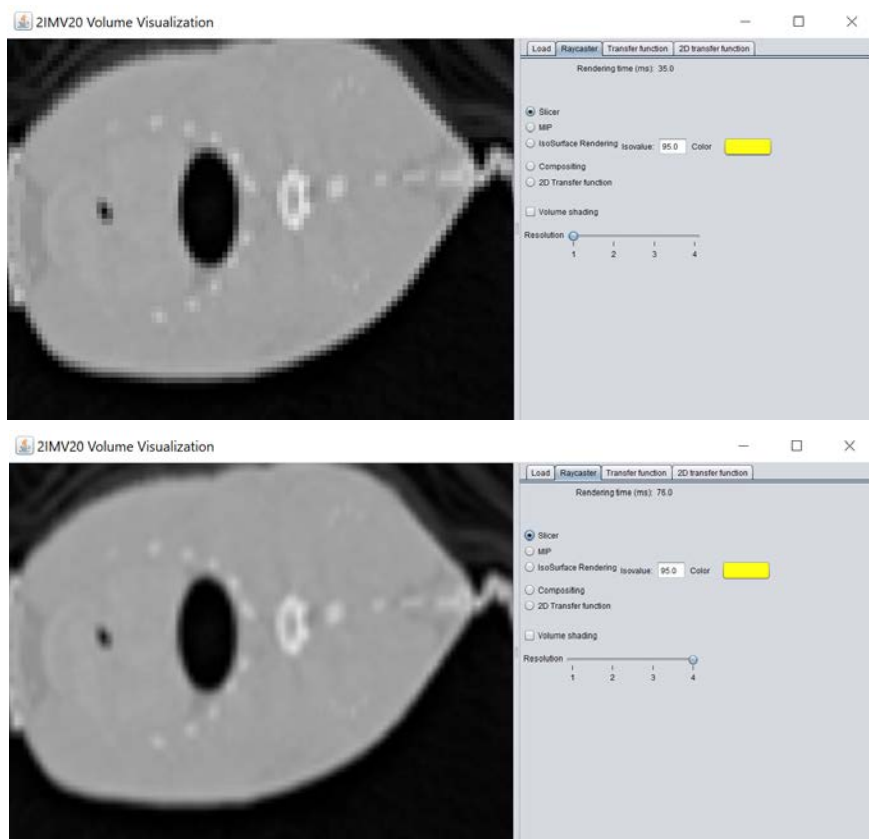 2IMV20 Volume Visualization
Load Raycaster Transfer function 2D transfer function
Rendering time (ms): 35.0
Slicer
MIP
IsoSurface Rendering Isovalue: 95.0 Color
Compositing
2D Transfer function
Volume shading
Resolution
1 2 3 4
2IMV20 Volume Visualization
Load Raycaster Transfer function 2D transfer function
Rendering time (ms): 76.0
Slicer
MIP
IsoSurface Rendering Isovalue: 95.0 Color
Compositing
2D Transfer function
Volume shading
Resolution
1 2 3 4